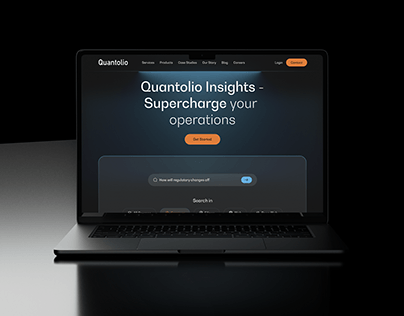 Quantolio Services Products Case Studies Our Story Blog Careers Login Contact
Quantolio Insights -
Supercharge your
operations
Get Started
How will regulatory changes aff
Search in